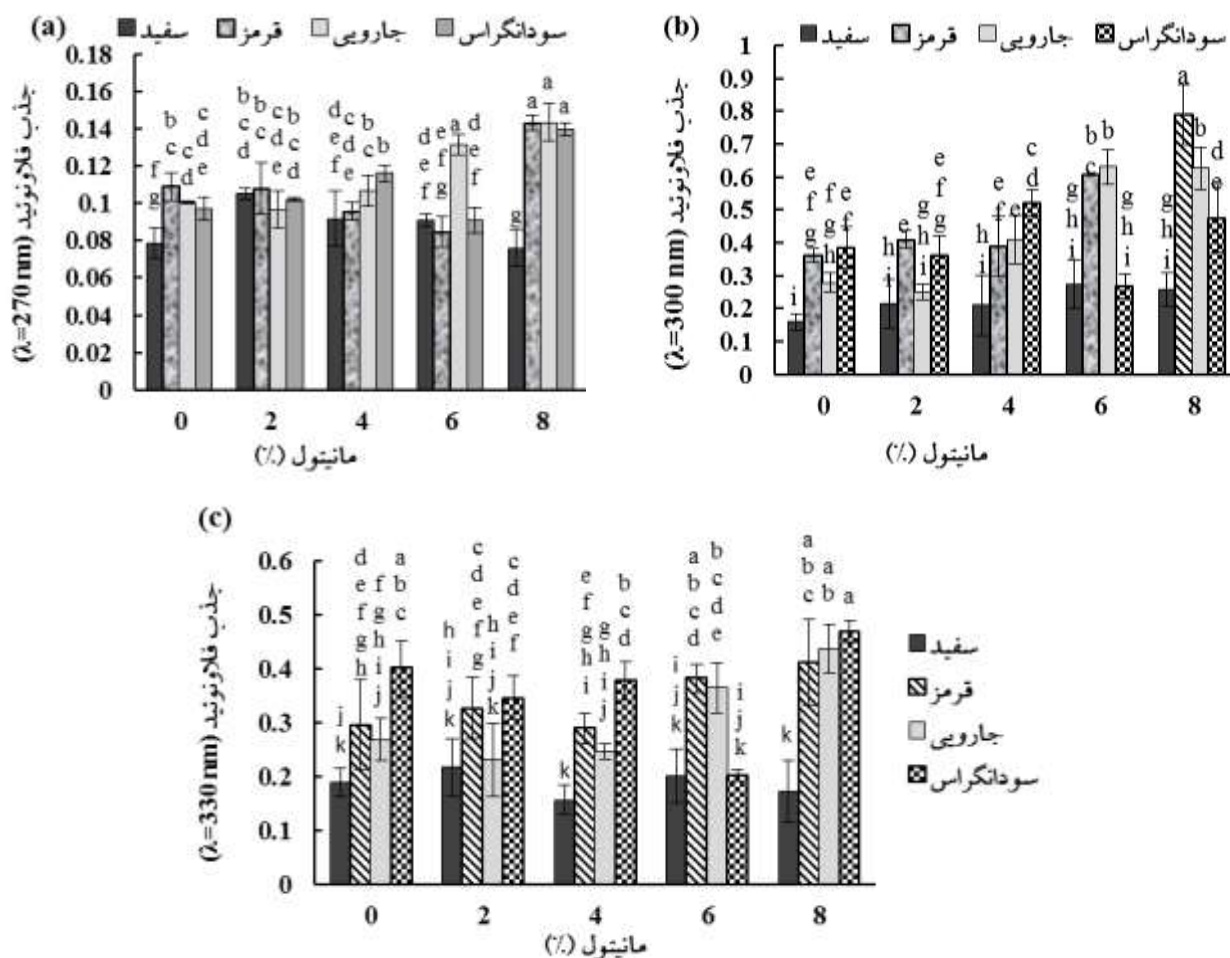 (a)
سفید قرمز جارویی سودانگراس
جذب فلاونوئید (λ=270 nm)
0.18
0.16
0.14
0.12
0.1
0.08
0.06
0.04
0.02
0
f g
b c
c d
c d e
b c d
b c
c d e
b c d
d e f
c d e
b c
b
d e f
e f g
a
d e f
g
a
a
a
0 2 4 6 8
مانیتول (٪)
(b)
سفید قرمز جارویی سودانگراس
جذب فلاونوئید (λ=300 nm)
1
0.9
0.8
0.7
0.6
0.5
0.4
0.3
0.2
0.1
0
i
e f g
f g h
e f
h i
e
g h i
e f g
h i
e f
e
c d
g h i
b c
b
g h i
g h i
a
b
d e
0 2 4 6 8
مانیتول (٪)
(c)
جذب فلاونوئید (λ=330 nm)
0.6
0.5
0.4
0.3
0.2
0.1
0
j k
d e f g h
f g h i j
a b c
h i j k
c d e f g
h i j k
c d e f
k
e f g h i
g h i j
b c d
i j k
a b c d
b c d e
i j k
k
a b c
a b
a
0 2 4 6 8
مانیتول (٪)
سفید
قرمز
جارویی
سودانگراس